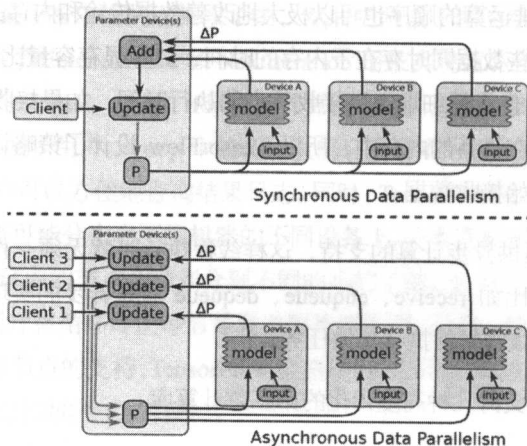 Parameter Device(s)
Add
ΔP
Client
Update
P
Device A
Device B
Device C
model
model
model
input
input
input
Synchronous Data Parallelism
Parameter Device(s)
Client 3
Update
ΔP
Client 2
Update
ΔP
Client 1
Update
ΔP
Device A
Device B
Device C
model
model
model
input
input
input
P
Asynchronous Data Parallelism